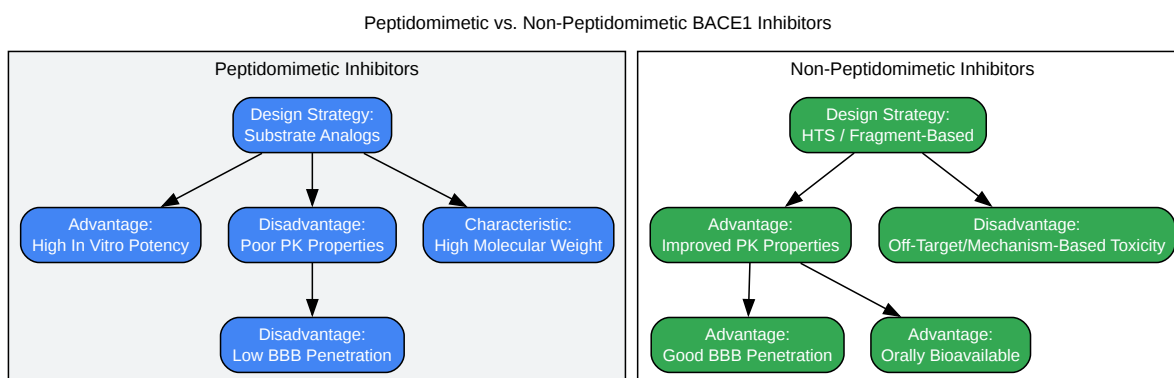 Peptidomimetic vs. Non-Peptidomimetic BACE1 Inhibitors
Peptidomimetic Inhibitors
Design Strategy:
Substrate Analogs
Advantage:
High In Vitro Potency
Disadvantage:
Poor PK Properties
Characteristic:
High Molecular Weight
Disadvantage:
Low BBB Penetration
Non-Peptidomimetic Inhibitors
Design Strategy:
HTS / Fragment-Based
Advantage:
Improved PK Properties
Disadvantage:
Off-Target/Mechanism-Based Toxicity
Advantage:
Good BBB Penetration
Advantage:
Orally Bioavailable